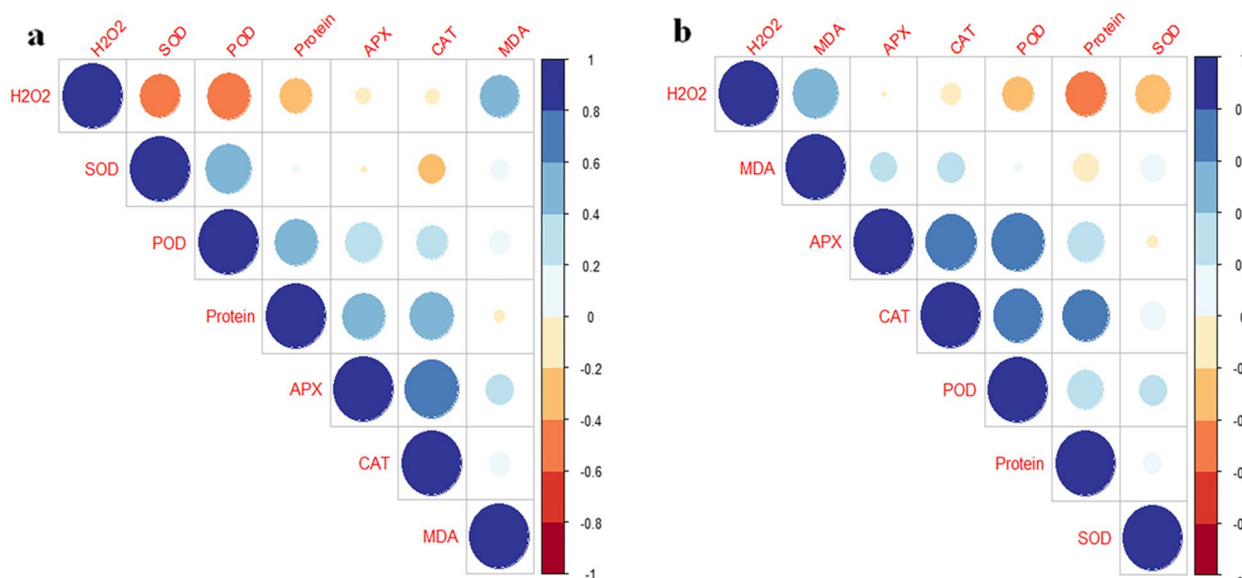 a
H2O2 SOD POD Protein APX CAT MDA
H2O2
SOD
POD
Protein
APX
CAT
MDA
1
0.8
0.6
0.4
0.2
0
-0.2
-0.4
-0.6
-0.8
-1
b
H2O2 MDA APX CAT POD Protein SOD
H2O2
MDA
APX
CAT
POD
Protein
SOD
0